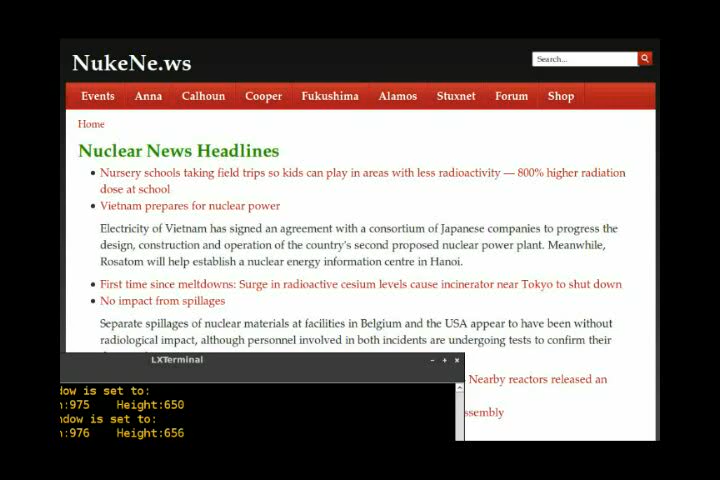 NukeNe.ws
Search...
Events Anna Calhoun Cooper Fukushima Alamos Stuxnet Forum Shop
Home
Nuclear News Headlines
Nursery schools taking field trips so kids can play in areas with less radioactivity — 800% higher radiation
dose at school
Vietnam prepares for nuclear power
Electricity of Vietnam has signed an agreement with a consortium of Japanese companies to progress the
design, construction and operation of the country's second proposed nuclear power plant. Meanwhile,
Rosatom will help establish a nuclear energy information centre in Hanoi.
First time since meltdowns: Surge in radioactive cesium levels cause incinerator near Tokyo to shut down
No impact from spillages
Separate spillages of nuclear materials at facilities in Belgium and the USA appear to have been without
radiological impact, although personnel involved in both incidents are undergoing tests to confirm their
LXTerminal
Nearby reactors released an
ssembly
dow is set to:
:975 Height:650
ndow is set to:
:976 Height:656